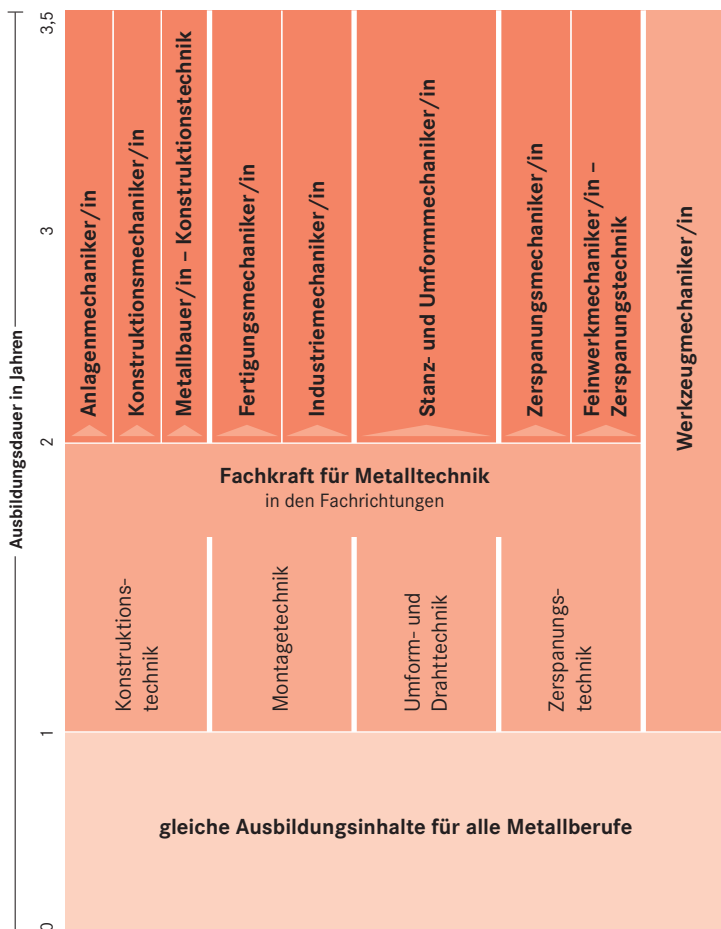 Ausbildungsdauer in Jahren
3,5
3
2
1
0
Anlagenmechaniker/in
Konstruktionsmechaniker/in
Metallbauer/in – Konstruktionstechnik
Fertigungsmechaniker/in
Industriemechaniker/in
Stanz- und Umformmechaniker/in
Zerspanungsmechaniker/in
Feinwerkmechaniker/in –
Zerspanungstechnik
Werkzeugmechaniker/in
Fachkraft für Metalltechnik
in den Fachrichtungen
Konstruktions-
technik
Montagetechnik
Umform- und
Drahttechnik
Zerspanungs-
technik
gleiche Ausbildungsinhalte für alle Metallberufe